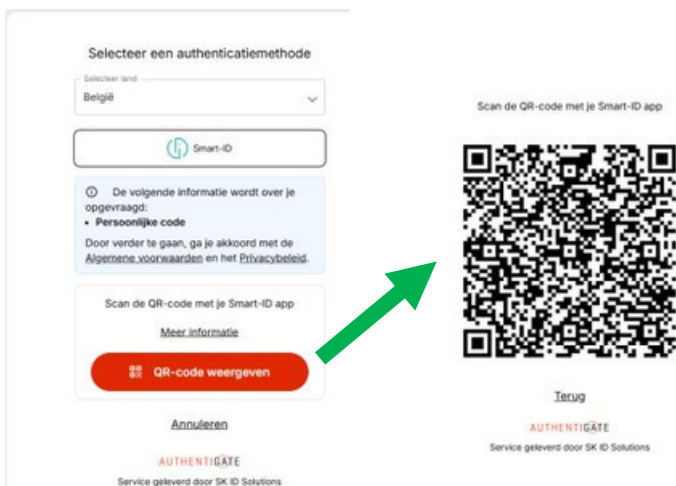 Selecteer een authenticatiemethode
Selecteer land
België
Smart-ID
De volgende informatie wordt over je
opgevraagd:
• Persoonlijke code
Door verder te gaan, ga je akkoord met de
Algemene voorwaarden en het Privacybeleid.
Scan de QR-code met je Smart-ID app
Meer informatie
QR-code weergeven
Annuleren
AUTHENTIGATE
Service geleverd door SK ID Solutions
Scan de QR-code met je Smart-ID app
Terug
AUTHENTIGATE
Service geleverd door SK ID Solutions